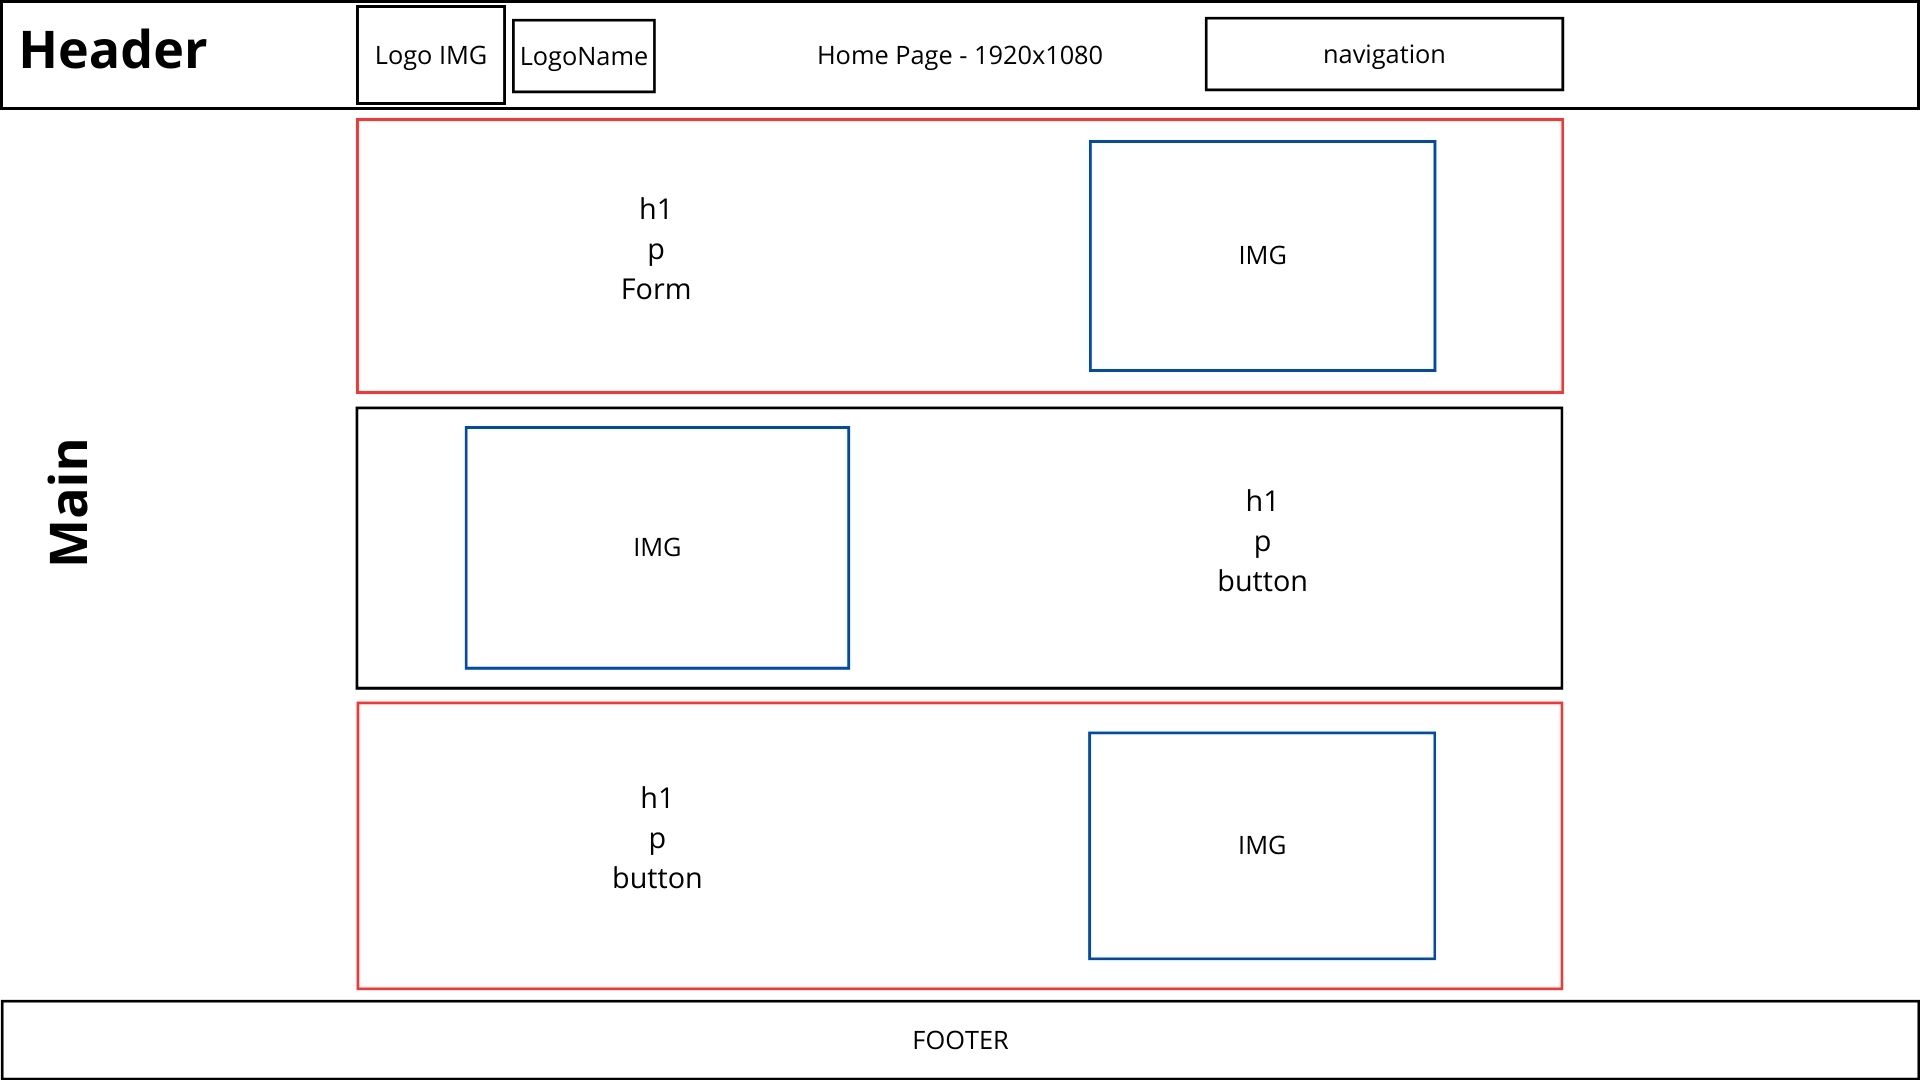 Header
Logo IMG
LogoName
Home Page - 1920x1080
navigation
Main
h1
p
Form
IMG
IMG
h1
p
button
h1
p
button
IMG
FOOTER